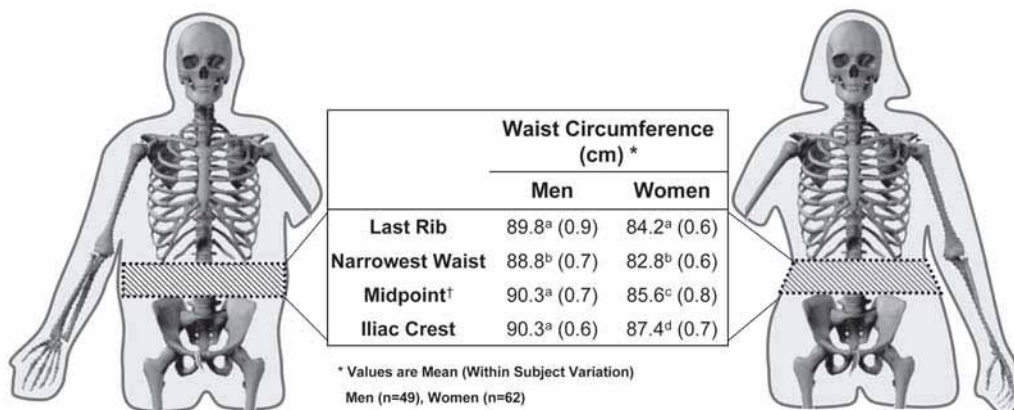 Waist Circumference
(cm) *
Men Women
Last Rib 89.8ᵃ (0.9) 84.2ᵃ (0.6)
Narrowest Waist 88.8ᵇ (0.7) 82.8ᵇ (0.6)
Midpoint† 90.3ᵃ (0.7) 85.6ᶜ (0.8)
Iliac Crest 90.3ᵃ (0.6) 87.4ᵈ (0.7)
* Values are Mean (Within Subject Variation)
Men (n=49), Women (n=62)